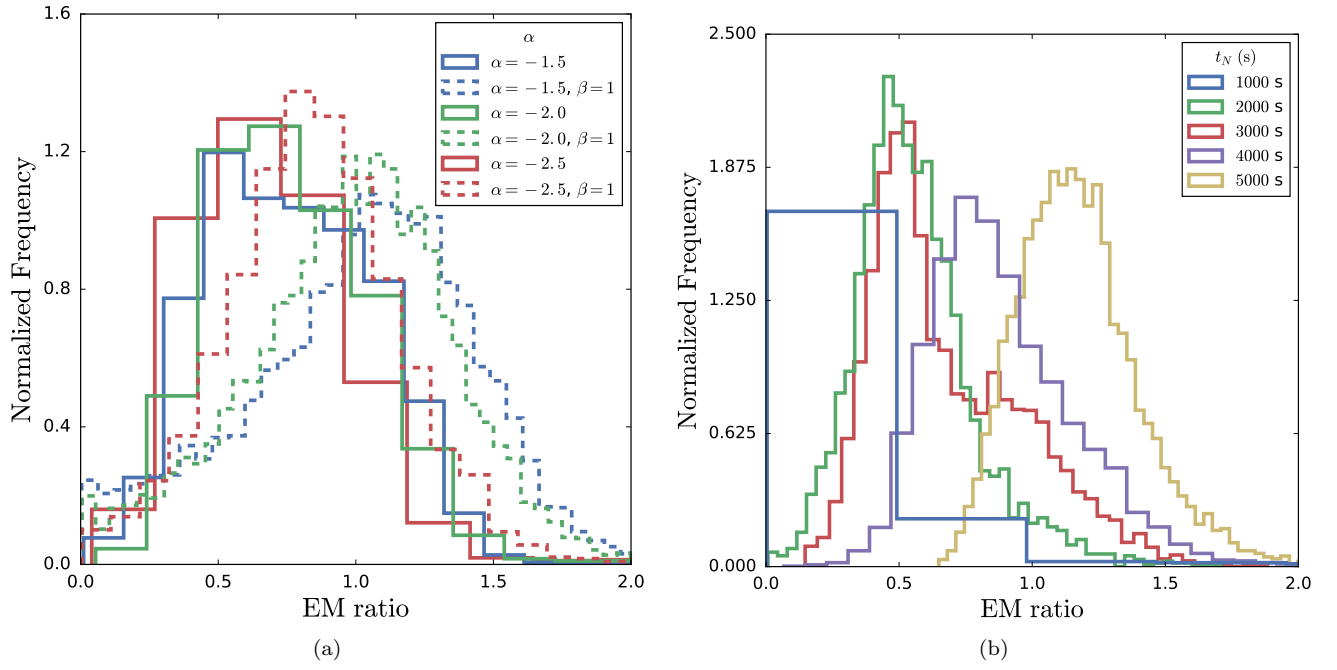 1.6
1.2
0.8
0.4
0.0
Normalized Frequency
0.0
0.5
1.0
1.5
2.0
EM ratio
α
α = −1.5
α = −1.5, β = 1
α = −2.0
α = −2.0, β = 1
α = −2.5
α = −2.5, β = 1
(a)
2.500
1.875
1.250
0.625
0.000
Normalized Frequency
0.0
0.5
1.0
1.5
2.0
EM ratio
t_N (s)
1000 s
2000 s
3000 s
4000 s
5000 s
(b)